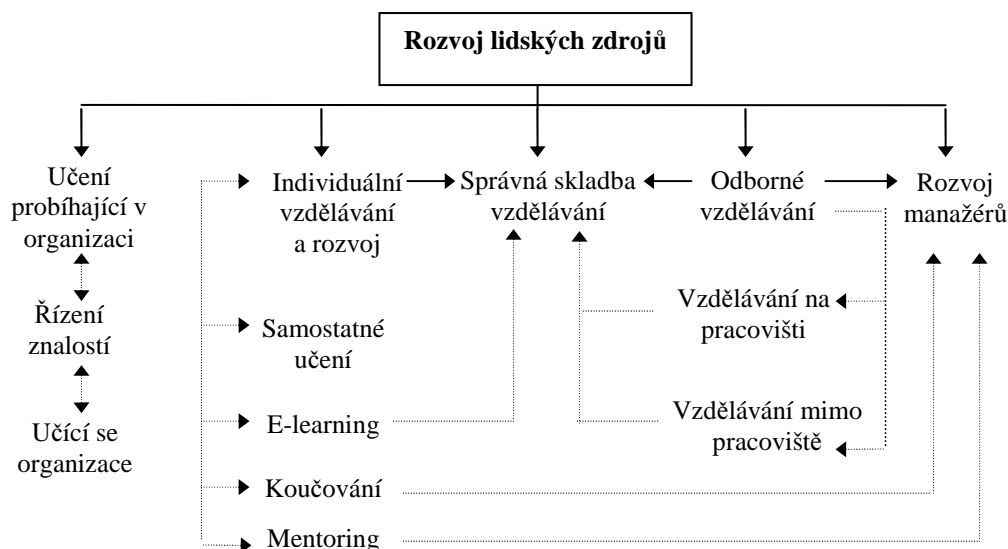 Rozvoj lidských zdrojů
Učení
probíhající v
organizaci
Řízení
znalostí
Učící se
organizace
Individuální
vzdělávání
a rozvoj
Samostatné
učení
E-learning
Koučování
Mentoring
Správná skladba
vzdělávání
Odborné
vzdělávání
Vzdělávání na
pracovišti
Vzdělávání mimo
pracoviště
Rozvoj
manažérů